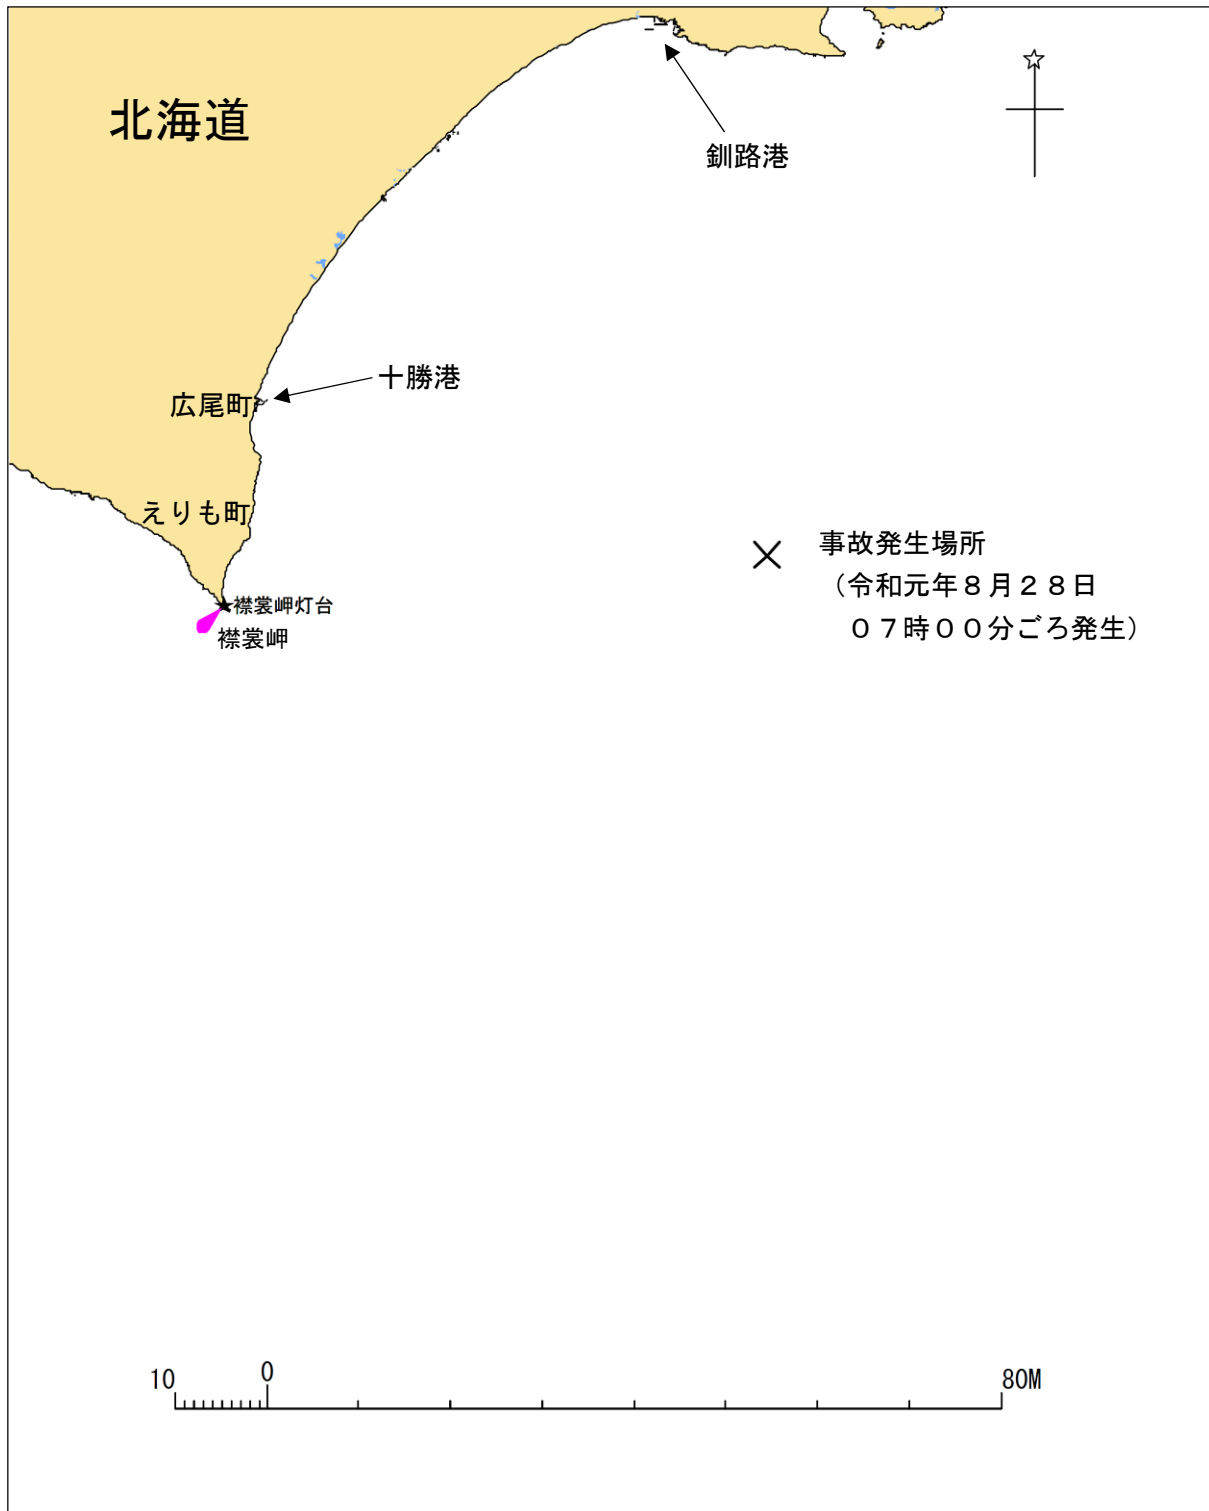 北海道
釧路港
十勝港
広尾町
えりも町
事故発生場所
（令和元年８月２８日
０７時００分ごろ発生）
襟裳岬灯台
襟裳岬
10 0 80M